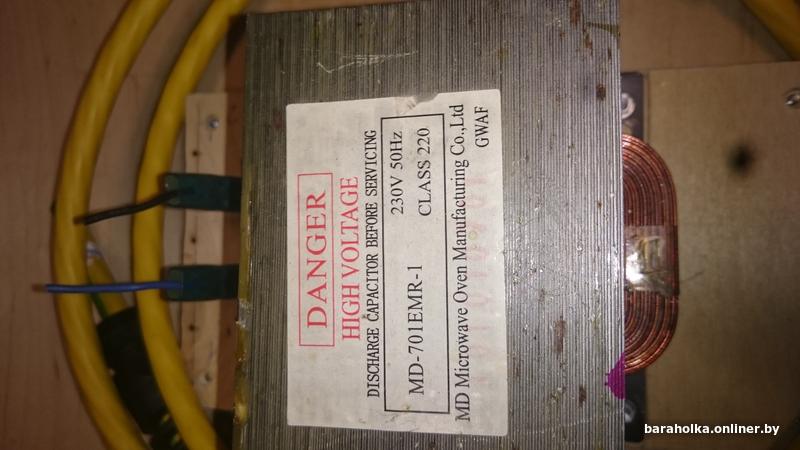 DANGER
HIGH VOLTAGE
DISCHARGE CAPACITOR BEFORE SERVICING
MD-701EMR-1 230V 50Hz
CLASS 220
MD Microwave Oven Manufacturing Co.,Ltd
GWAF
baraholka.onliner.by